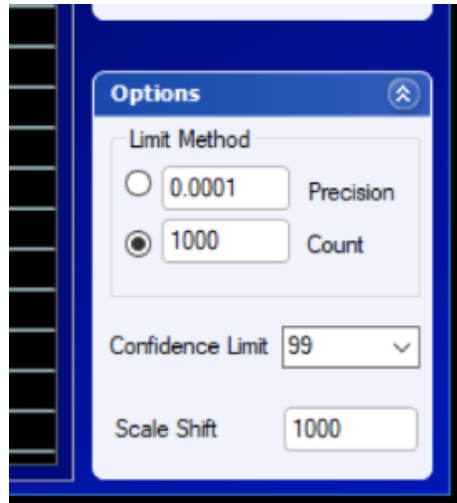 Options
Limit Method
0.0001 Precision
1000 Count
Confidence Limit 99
Scale Shift 1000